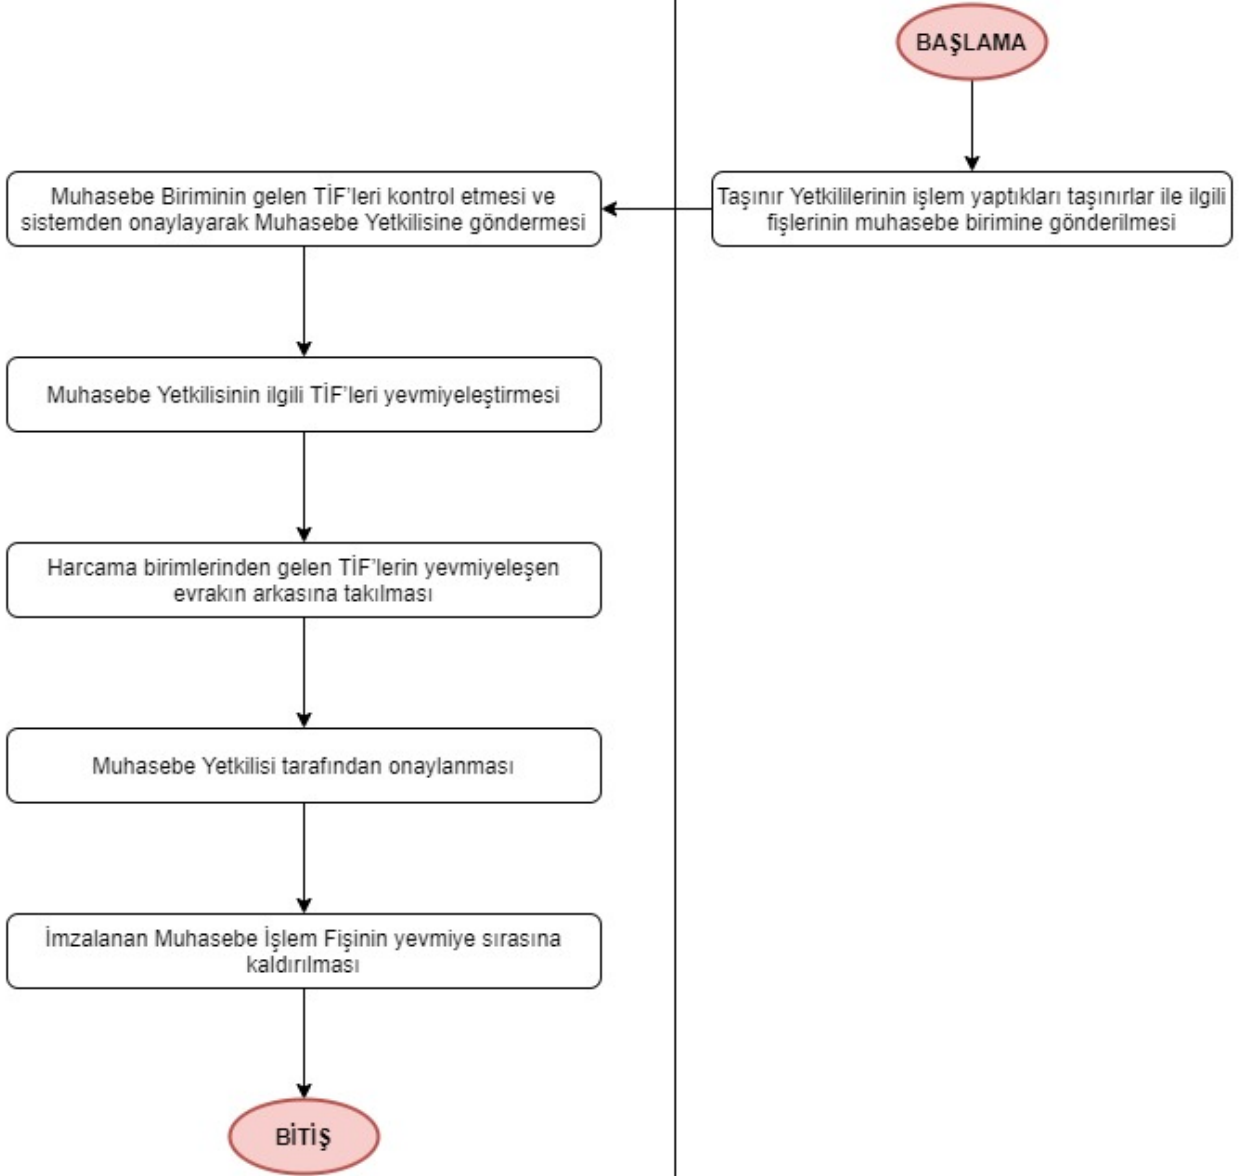 BAŞLAMA
Taşınır Yetkililerinin işlem yaptıkları taşınırlar ile ilgili
fişlerinin muhasebe birimine gönderilmesi
Muhasebe Biriminin gelen TİF'leri kontrol etmesi ve
sistemden onaylayarak Muhasebe Yetkilisine göndermesi
Muhasebe Yetkilisinin ilgili TİF'leri yevmiyeleştirmesi
Harcama birimlerinden gelen TİF'lerin yevmiyeleşen
evrakın arkasına takılması
Muhasebe Yetkilisi tarafından onaylanması
İmzalanan Muhasebe İşlem Fişinin yevmiye sırasına
kaldırılması
BİTİŞ